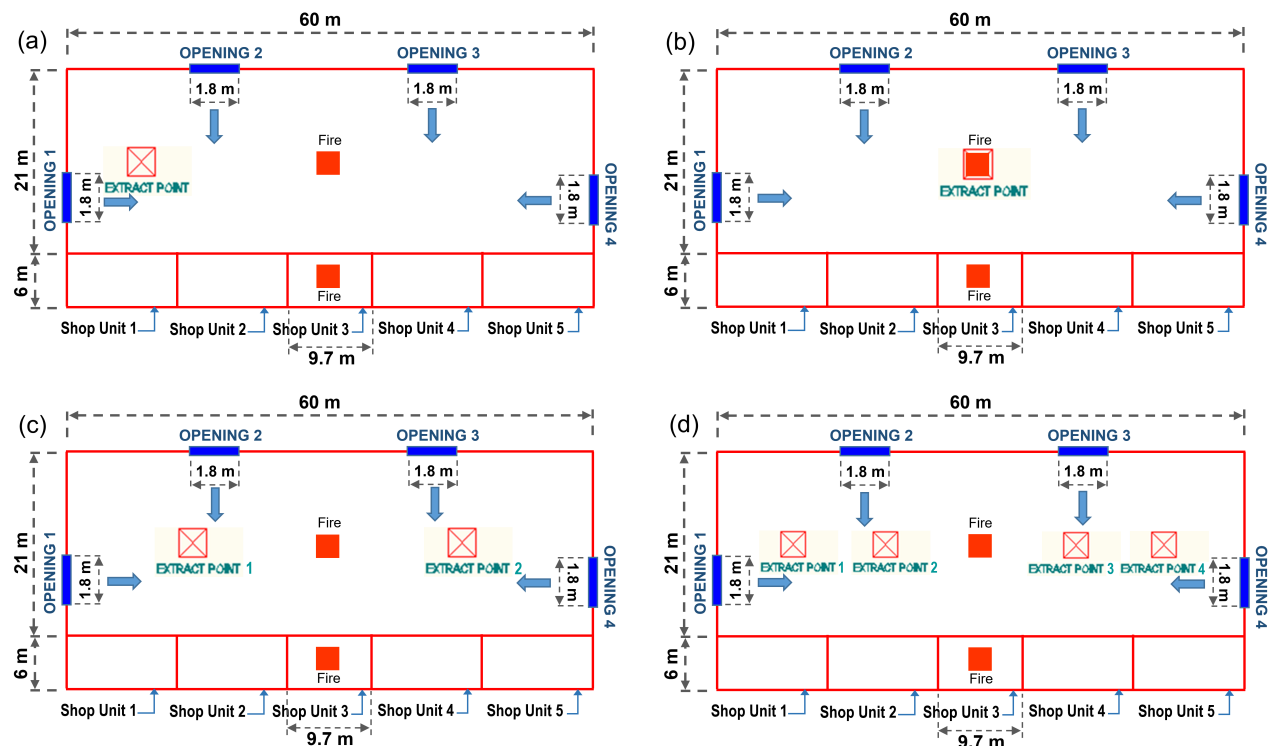 (a)
60 m
OPENING 2
OPENING 3
1.8 m
1.8 m
21 m
Fire
OPENING 1
1.8 m
EXTRACT POINT
1.8 m
OPENING 4
6 m
Fire
Shop Unit 1
Shop Unit 2
Shop Unit 3
Shop Unit 4
Shop Unit 5
9.7 m
(b)
60 m
OPENING 2
OPENING 3
1.8 m
1.8 m
21 m
Fire
OPENING 1
1.8 m
EXTRACT POINT
1.8 m
OPENING 4
6 m
Fire
Shop Unit 1
Shop Unit 2
Shop Unit 3
Shop Unit 4
Shop Unit 5
9.7 m
(c)
60 m
OPENING 2
OPENING 3
1.8 m
1.8 m
21 m
Fire
OPENING 1
1.8 m
EXTRACT POINT 1
EXTRACT POINT 2
1.8 m
OPENING 4
6 m
Fire
Shop Unit 1
Shop Unit 2
Shop Unit 3
Shop Unit 4
Shop Unit 5
9.7 m
(d)
60 m
OPENING 2
OPENING 3
1.8 m
1.8 m
21 m
Fire
OPENING 1
1.8 m
EXTRACT POINT 1
EXTRACT POINT 2
EXTRACT POINT 3
EXTRACT POINT 4
1.8 m
OPENING 4
6 m
Fire
Shop Unit 1
Shop Unit 2
Shop Unit 3
Shop Unit 4
Shop Unit 5
9.7 m